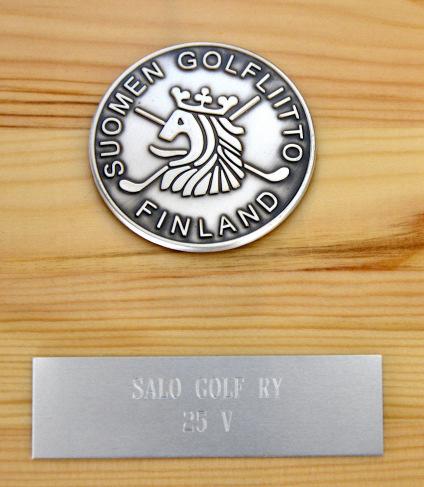 SUOMEN GOLFLIITTO
FINLAND
SALO GOLF RY
25 V